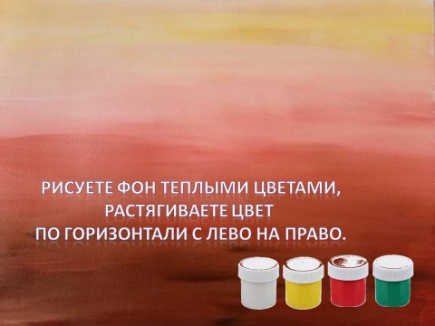 РИСУЕТЕ ФОН ТЕПЛЫМИ ЦВЕТАМИ,
РАСТЯГИВАЕТЕ ЦВЕТ
ПО ГОРИЗОНТАЛИ С ЛЕВО НА ПРАВО.